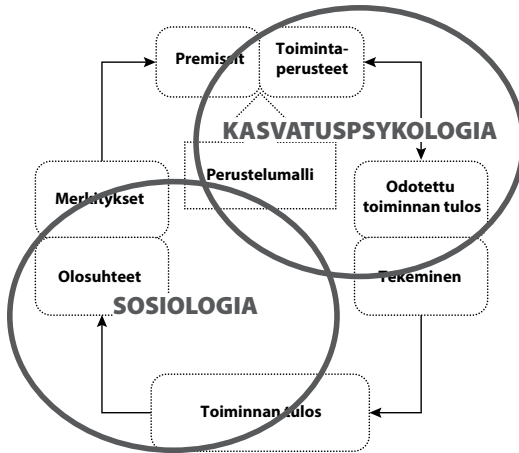 Premissit
Toiminta-
perusteet
KASVATUSPSYKOLOGIA
Perustelumalli
Merkitykset
Odotettu
toiminnan tulos
Olosuhteet
Tekeminen
SOSIOLOGIA
Toiminnan tulos